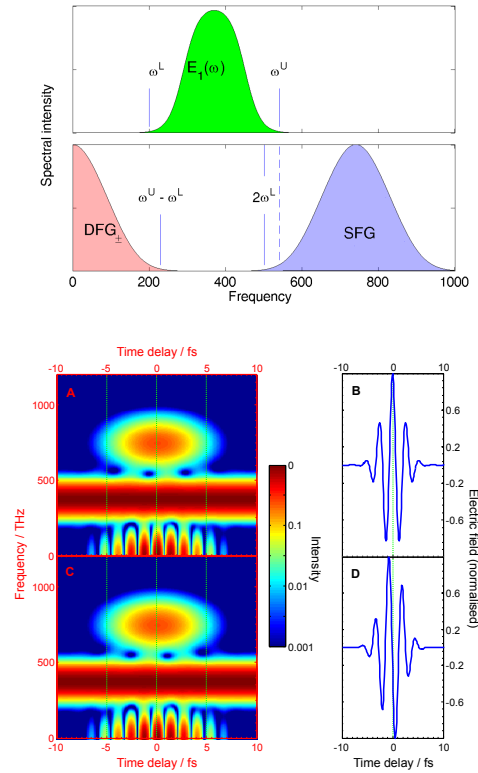 ω^L
E_1(ω)
ω^U
Spectral intensity
ω^U - ω^L
2ω^L
DFG_±
SFG
0 200 400 600 800 1000
Frequency
Time delay / fs
-10 -5 0 5 10
-10 0 10
A
B
1000
500
0
0.6
0.2
-0.2
-0.6
0
0.1
0.01
0.001
Intensity
Frequency / THz
Electric field (normalised)
C
D
1000
750
500
0
0.6
0.2
-0.2
-0.6
-10 -5 0 5 10
-10 0 10
Time delay / fs
Time delay / fs